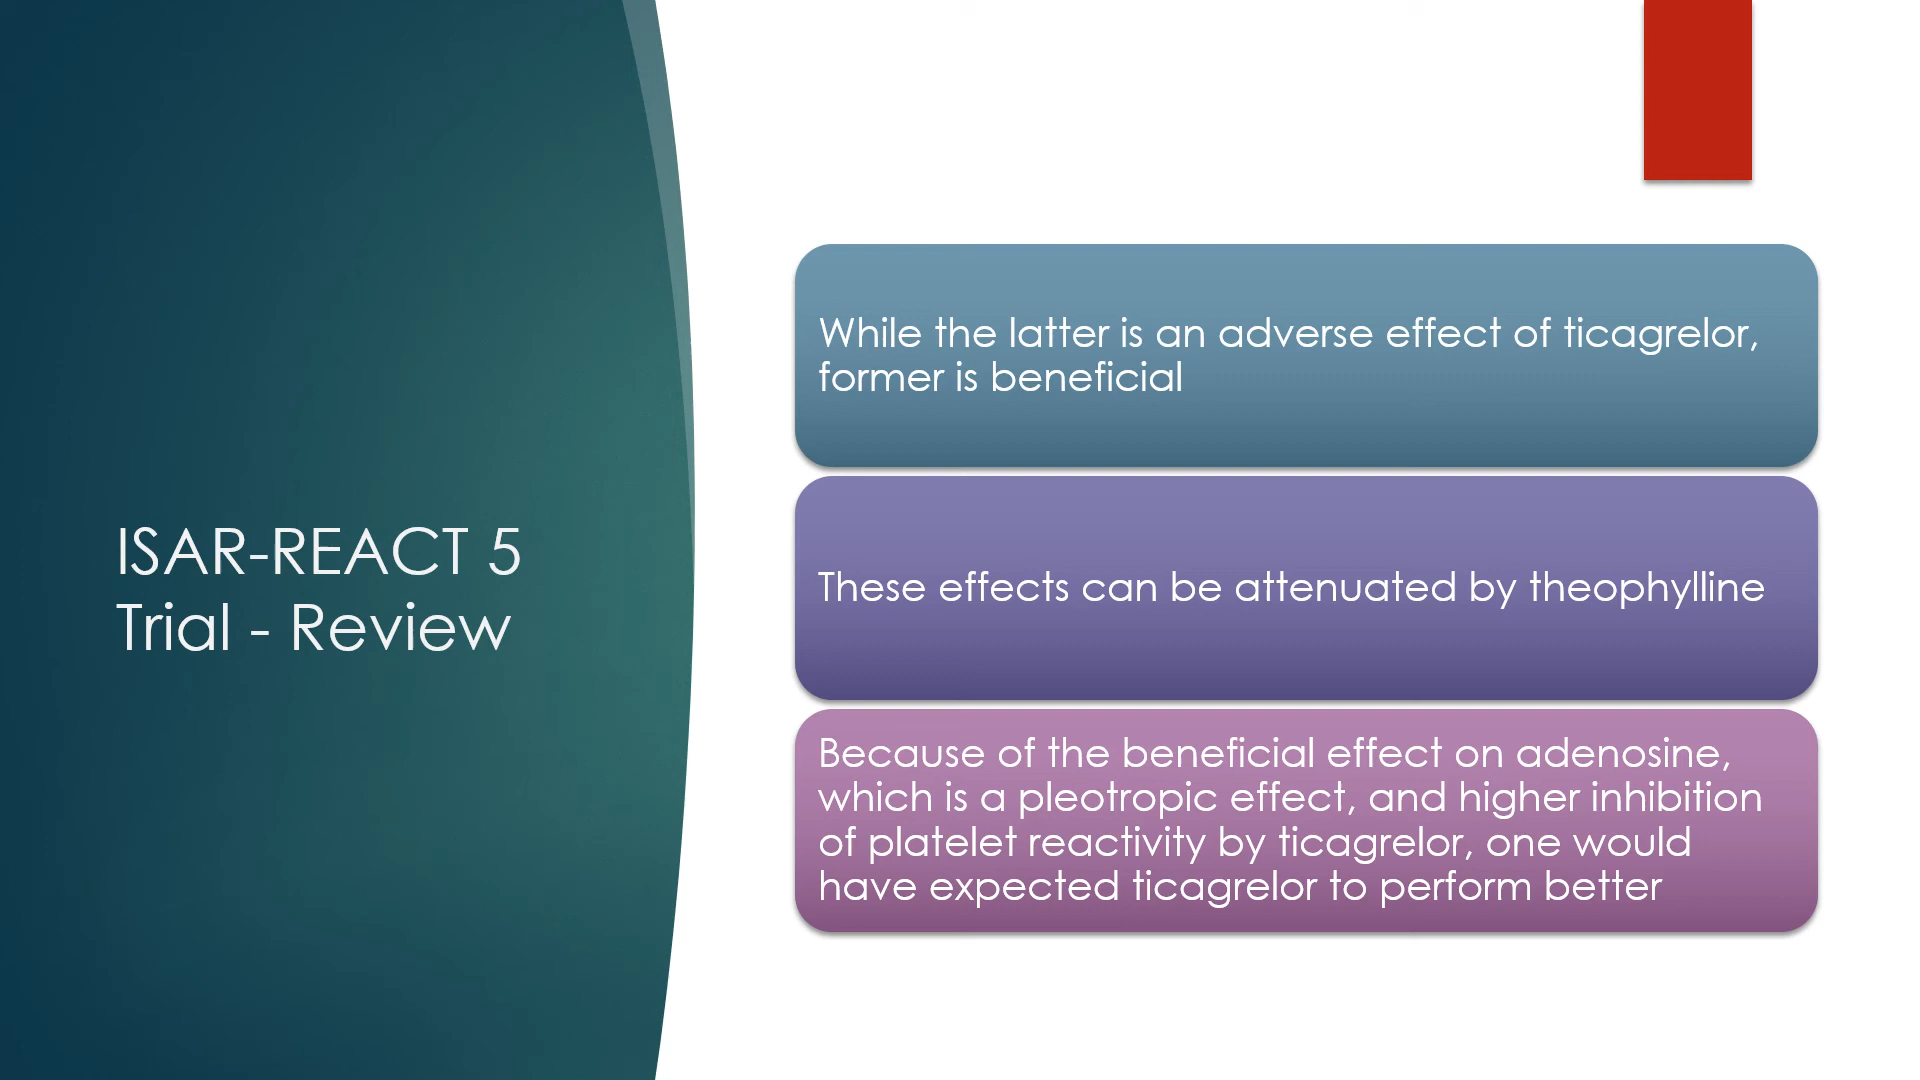 ISAR-REACT 5
Trial - Review
While the latter is an adverse effect of ticagrelor,
former is beneficial
These effects can be attenuated by theophylline
Because of the beneficial effect on adenosine,
which is a pleotropic effect, and higher inhibition
of platelet reactivity by ticagrelor, one would
have expected ticagrelor to perform better